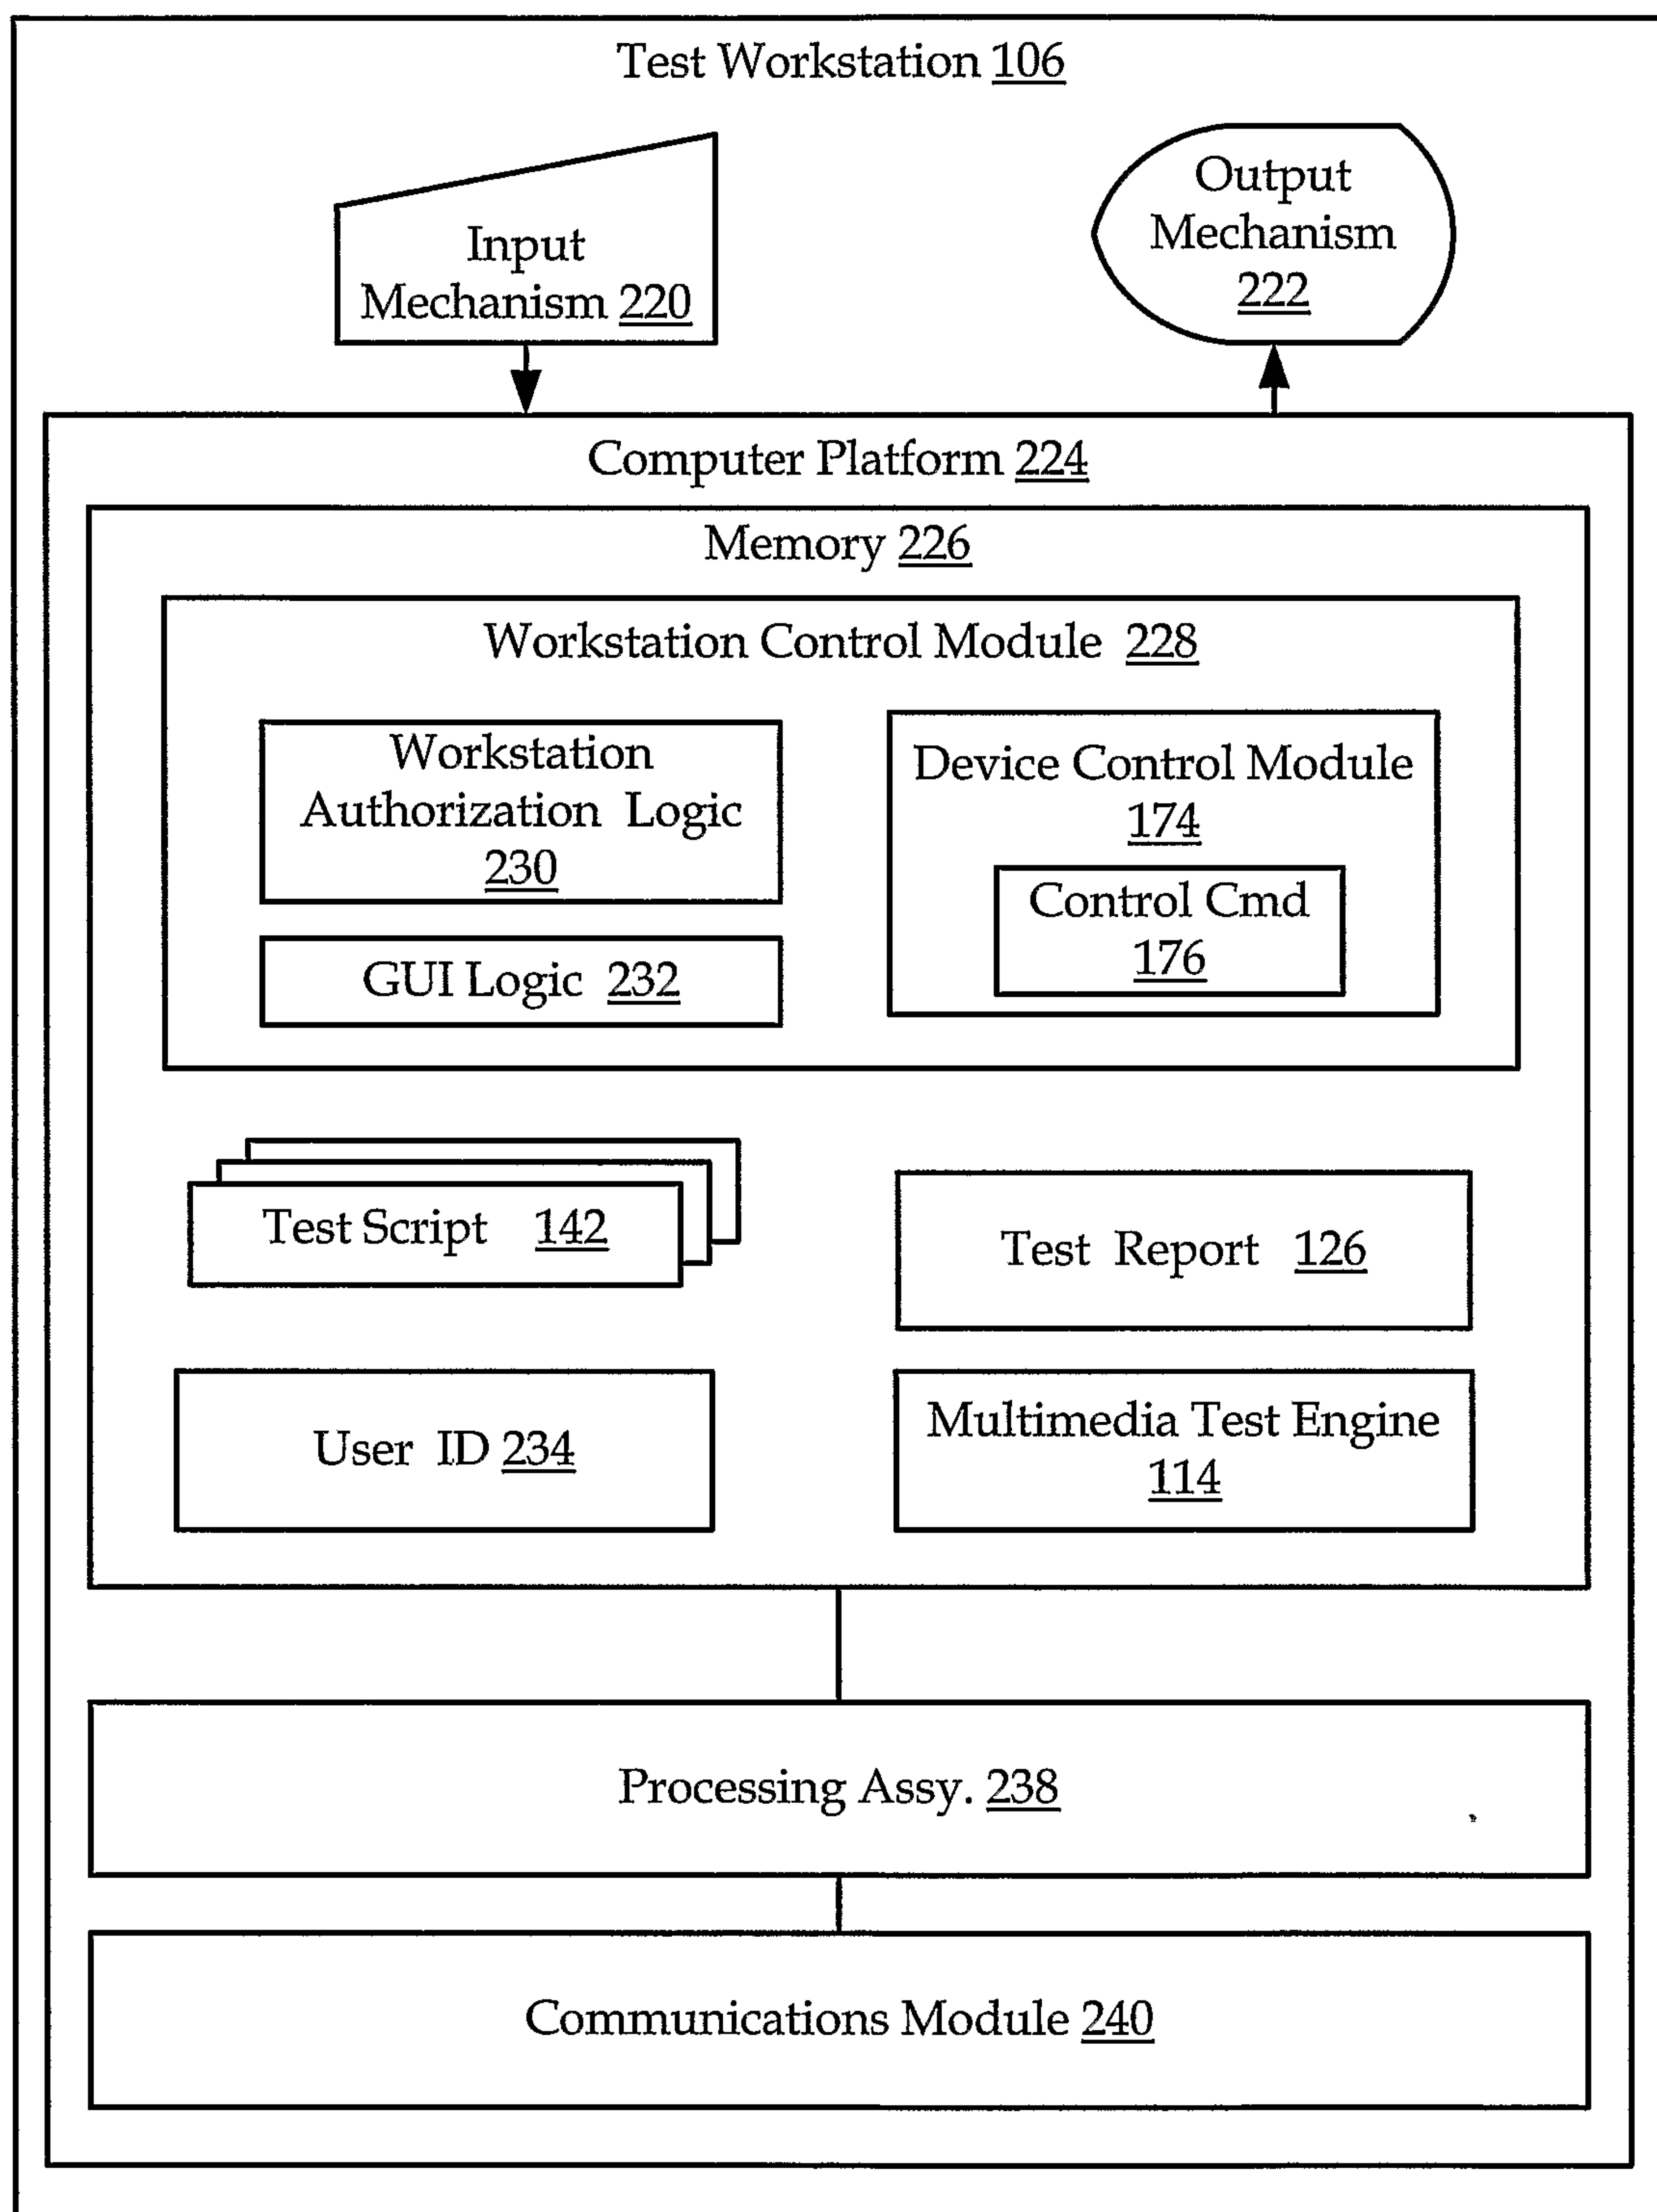 Test Workstation 106
Input
Mechanism 220
Output
Mechanism
222
Computer Platform 224
Memory 226
Workstation Control Module 228
Workstation
Authorization Logic
230
GUI Logic 232
Device Control Module
174
Control Cmd
176
Test Script 142
Test Report 126
User ID 234
Multimedia Test Engine
114
Processing Assy. 238
Communications Module 240